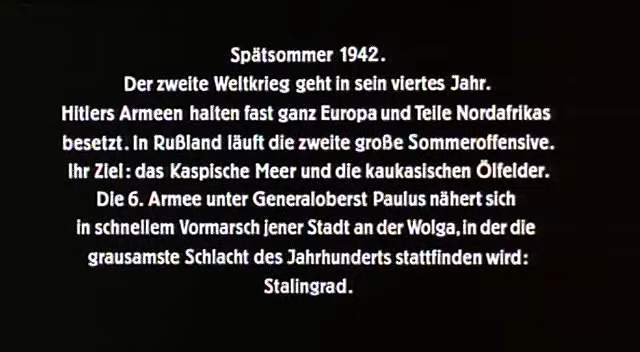 Spätsommer 1942.
Der zweite Weltkrieg geht in sein viertes Jahr.
Hitlers Armeen halten fast ganz Europa und Teile Nordafrikas
besetzt. In Rußland läuft die zweite große Sommeroffensive.
Ihr Ziel: das Kaspische Meer und die kaukasischen Ölfelder.
Die 6. Armee unter Generaloberst Paulus nähert sich
in schnellem Vormarsch jener Stadt an der Wolga, in der die
grausamste Schlacht des Jahrhunderts stattfinden wird:
Stalingrad.